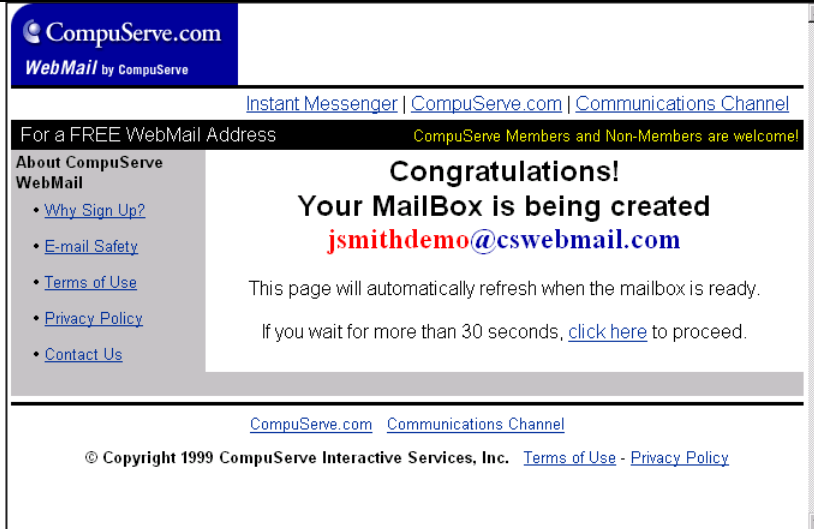 CompuServe.com
WebMail by CompuServe
Instant Messenger | CompuServe.com | Communications Channel
For a FREE WebMail Address
CompuServe Members and Non-Members are welcome!
About CompuServe
WebMail
• Why Sign Up?
• E-mail Safety
• Terms of Use
• Privacy Policy
• Contact Us
Congratulations!
Your MailBox is being created
jsmithdemo@cswebmail.com
This page will automatically refresh when the mailbox is ready.
If you wait for more than 30 seconds, click here to proceed.
CompuServe.com Communications Channel
© Copyright 1999 CompuServe Interactive Services, Inc. Terms of Use - Privacy Policy